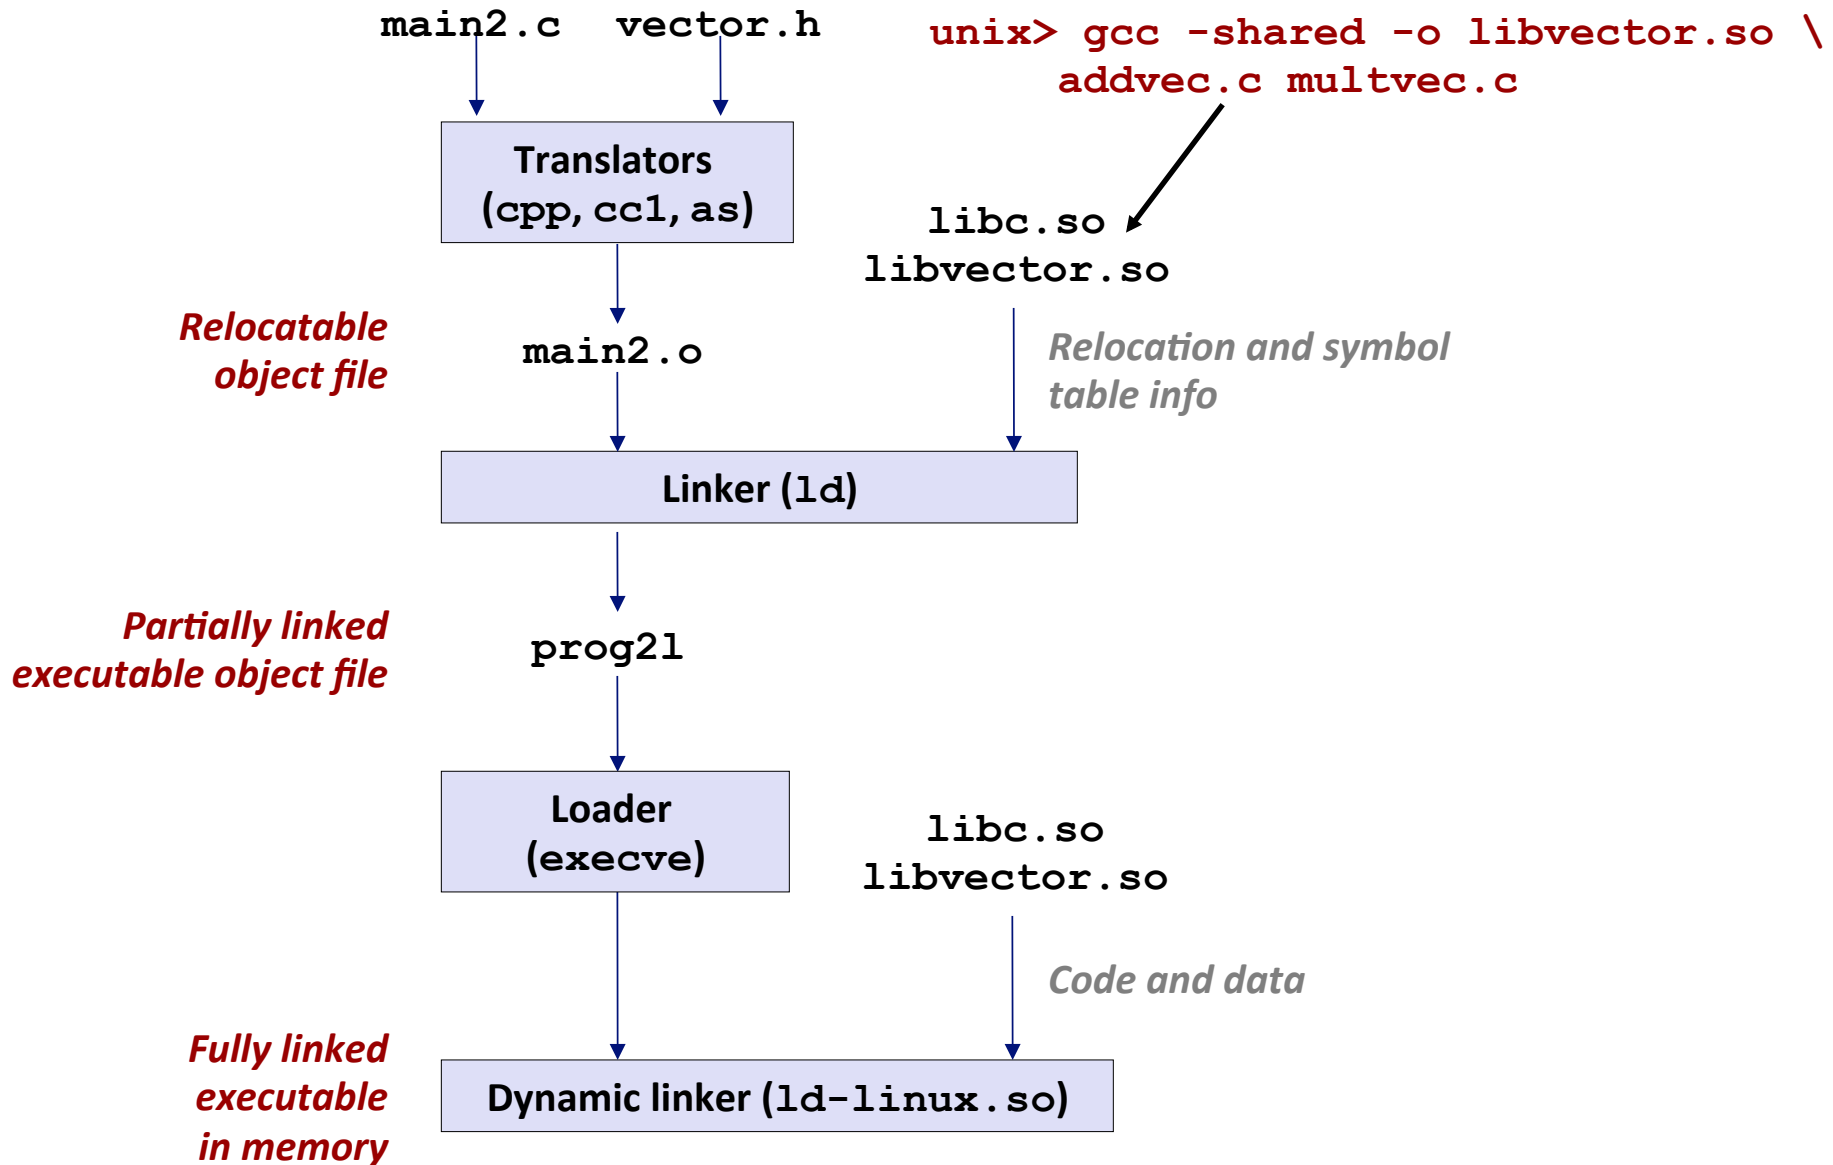 main2.c vector.h
unix> gcc -shared -o libvector.so \
addvec.c multvec.c
Translators
(cpp, cc1, as)
libc.so
libvector.so
Relocatable
object file
main2.o
Relocation and symbol
table info
Linker (ld)
Partially linked
executable object file
prog2l
Loader
(execve)
libc.so
libvector.so
Code and data
Fully linked
executable
in memory
Dynamic linker (ld-linux.so)